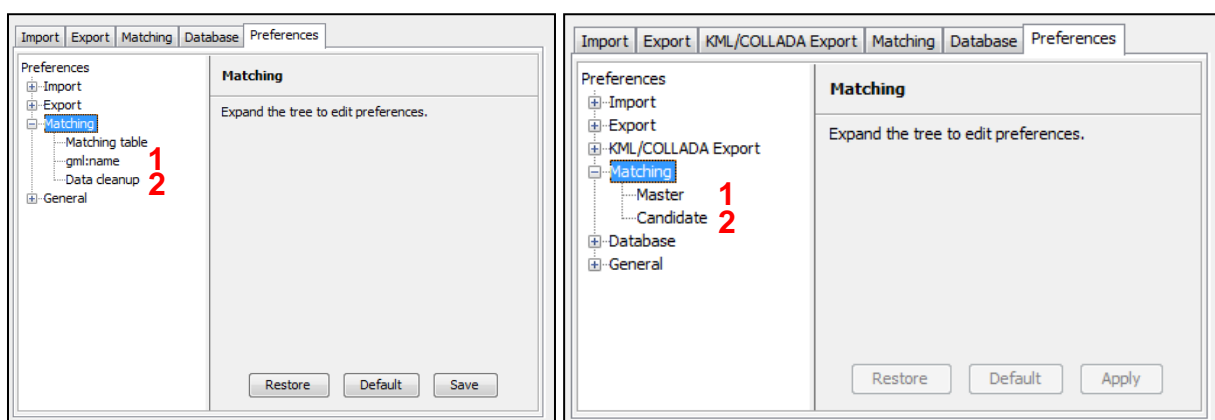 Import Export Matching Database Preferences
Preferences
Import
Export
Matching
Matching table
gml:name 1
Data cleanup 2
General
Matching
Expand the tree to edit preferences.
Restore Default Save
Import Export KML/COLLADA Export Matching Database Preferences
Preferences
Import
Export
KML/COLLADA Export
Matching
Master 1
Candidate 2
Database
General
Matching
Expand the tree to edit preferences.
Restore Default Apply